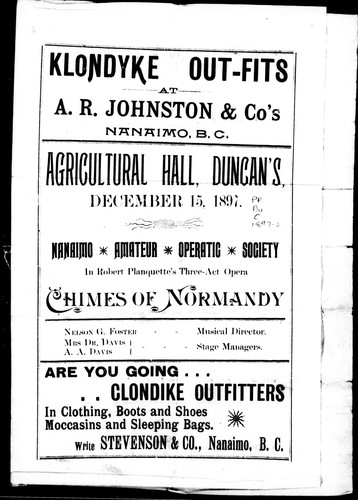 KLONDYKE OUT-FITS
AT
A. R. JOHNSTON & Co's
NANAIMO, B. C.
AGRICULTURAL HALL, DUNCAN'S,
DECEMBER 15, 1897.
NANAIMO * AMATEUR * OPERATIC * SOCIETY
In Robert Planquette's Three-Act Opera
CHIMES OF NORMANDY
NELSON G. FOSTER - - Musical Director.
MRS DR. DAVIS }
A. A. DAVIS } - - Stage Managers.
ARE YOU GOING . . .
. . CLONDIKE OUTFITTERS
In Clothing, Boots and Shoes
Moccasins and Sleeping Bags.
Write STEVENSON & CO., Nanaimo, B. C.